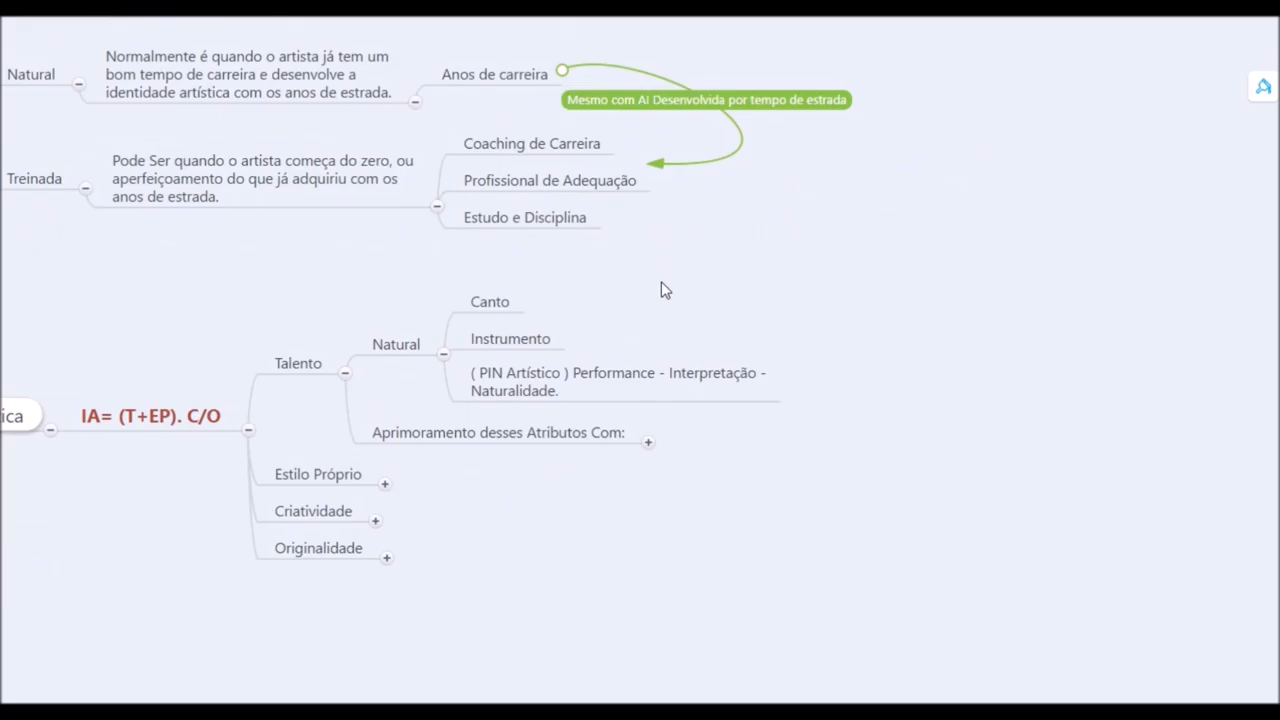 Natural
Normalmente é quando o artista já tem um
bom tempo de carreira e desenvolve a
identidade artística com os anos de estrada.
Anos de carreira
Mesmo com AI Desenvolvida por tempo de estrada
Treinada
Pode Ser quando o artista começa do zero, ou
aperfeiçoamento do que já adquiriu com os
anos de estrada.
Coaching de Carreira
Profissional de Adequação
Estudo e Disciplina
ica
IA= (T+EP). C/O
Talento
Natural
Canto
Instrumento
( PIN Artístico ) Performance - Interpretação -
Naturalidade.
Aprimoramento desses Atributos Com:
Estilo Próprio
Criatividade
Originalidade